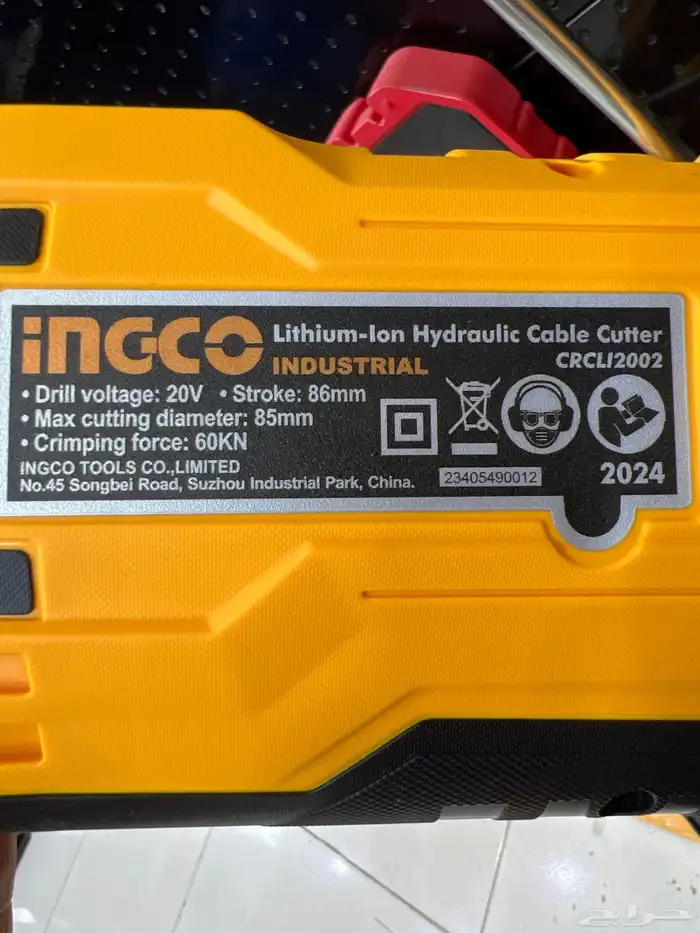 INGCO Lithium-Ion Hydraulic Cable Cutter
INDUSTRIAL CRCLI2002
• Drill voltage: 20V • Stroke: 86mm
• Max cutting diameter: 85mm
• Crimping force: 60KN
INGCO TOOLS CO.,LIMITED
No.45 Songbei Road, Suzhou Industrial Park, China.
23405490012
2024
حراج